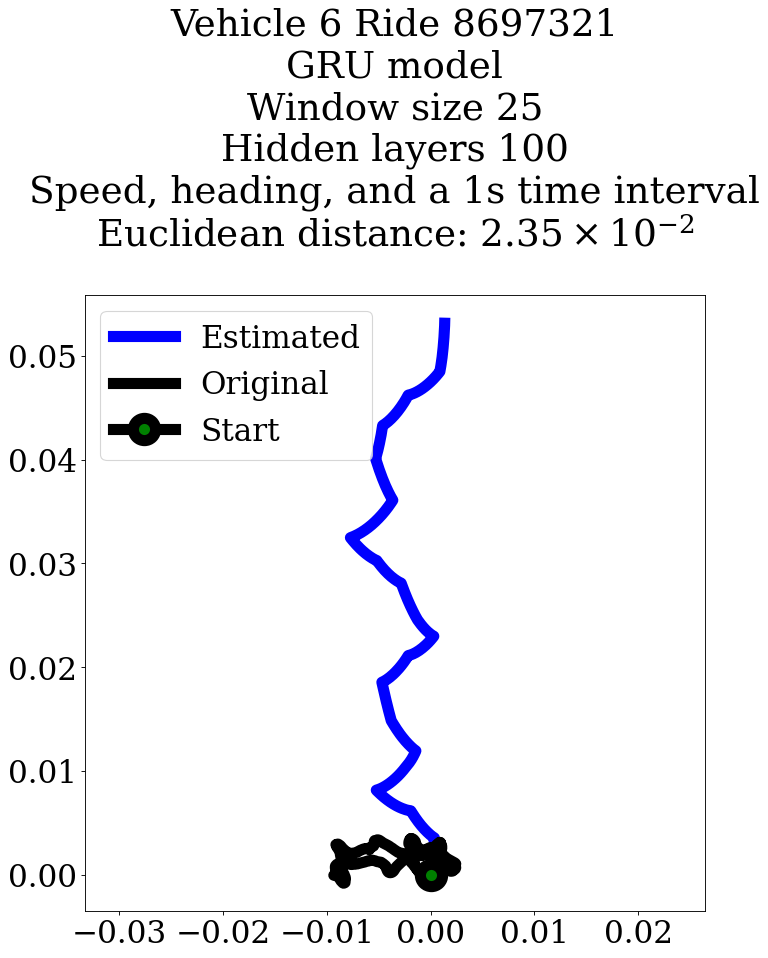 Vehicle 6 Ride 8697321
GRU model
Window size 25
Hidden layers 100
Speed, heading, and a 1s time interval
Euclidean distance: 2.35 × 10⁻²
Estimated
Original
Start
0.05
0.04
0.03
0.02
0.01
0.00
−0.03 −0.02 −0.01 0.00 0.01 0.02